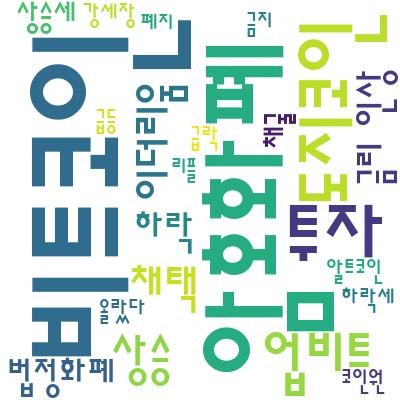 상승세
강세장
폐지
금지
비트코인
급등
이더리움
급락
리플
채굴
암호화폐
도지코인
이상
그림
하락
투자
채택
알트코인
하락세
올랐다
상승
업비트
법정화폐
코인원